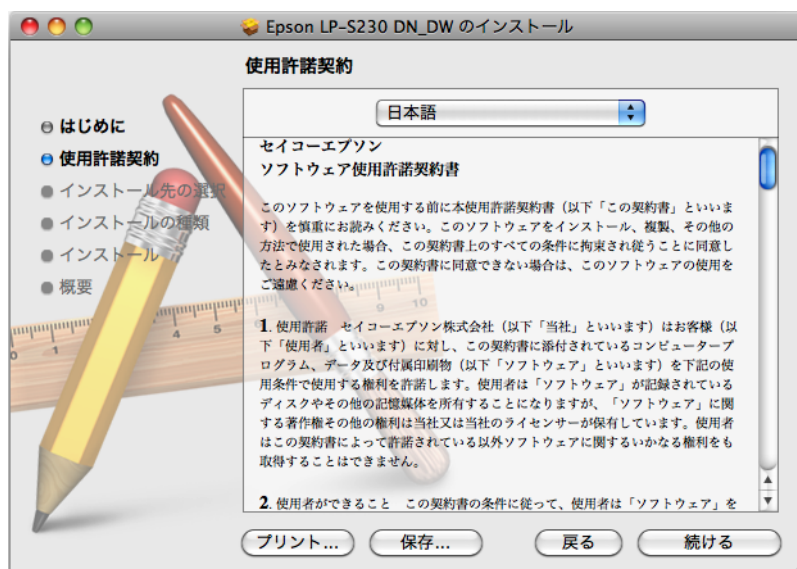 Epson LP-S230 DN_DW のインストール
使用許諾契約
はじめに
使用許諾契約
インストール先の選択
インストールの種類
インストール
概要
日本語
セイコーエプソン
ソフトウェア使用許諾契約書
このソフトウェアを使用する前に本使用許諾契約書（以下「この契約書」といいま
す）を慎重にお読みください。このソフトウェアをインストール、複製、その他の
方法で使用された場合、この契約書上のすべての条件に拘束され従うことに同意し
たとみなされます。この契約書に同意できない場合は、このソフトウェアの使用を
ご遠慮ください。
1. 使用許諾　セイコーエプソン株式会社（以下「当社」といいます）はお客様（以
下「使用者」といいます）に対し、この契約書に添付されているコンピュータープ
ログラム、データ及び付属印刷物（以下「ソフトウェア」といいます）を下記の使
用条件で使用する権利を許諾します。使用者は「ソフトウェア」が記録されている
ディスクやその他の記憶媒体を所有することになりますが、「ソフトウェア」に関
する著作権その他の権利は当社又は当社のライセンサーが保有しています。使用者
はこの契約書によって許諾されている以外ソフトウェアに関するいかなる権利をも
取得することはできません。
2. 使用者ができること　この契約書の条件に従って、使用者は「ソフトウェア」を
0 1 4 5 9 10
プリント... 保存... 戻る 続ける